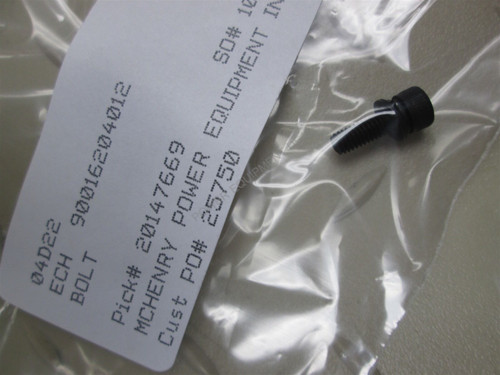 04D22
ECH
BOLT 90016204012
SO# 10
Pick# 20147669
MCHENRY POWER EQUIPMENT IN
Cust PO# 25750